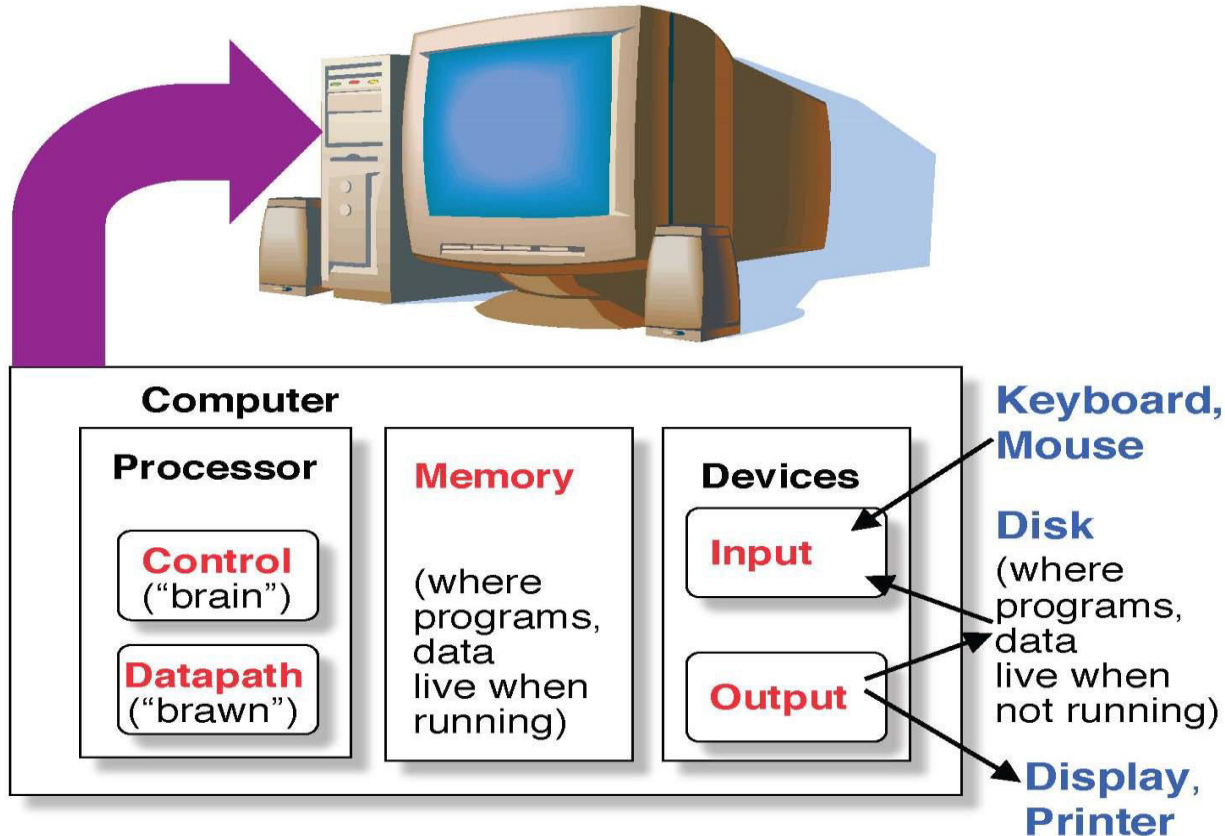 Computer
Processor
Control
(“brain”)
Datapath
(“brawn”)
Memory
(where
programs,
data
live when
running)
Devices
Input
Output
Keyboard,
Mouse
Disk
(where
programs,
data
live when
not running)
Display,
Printer